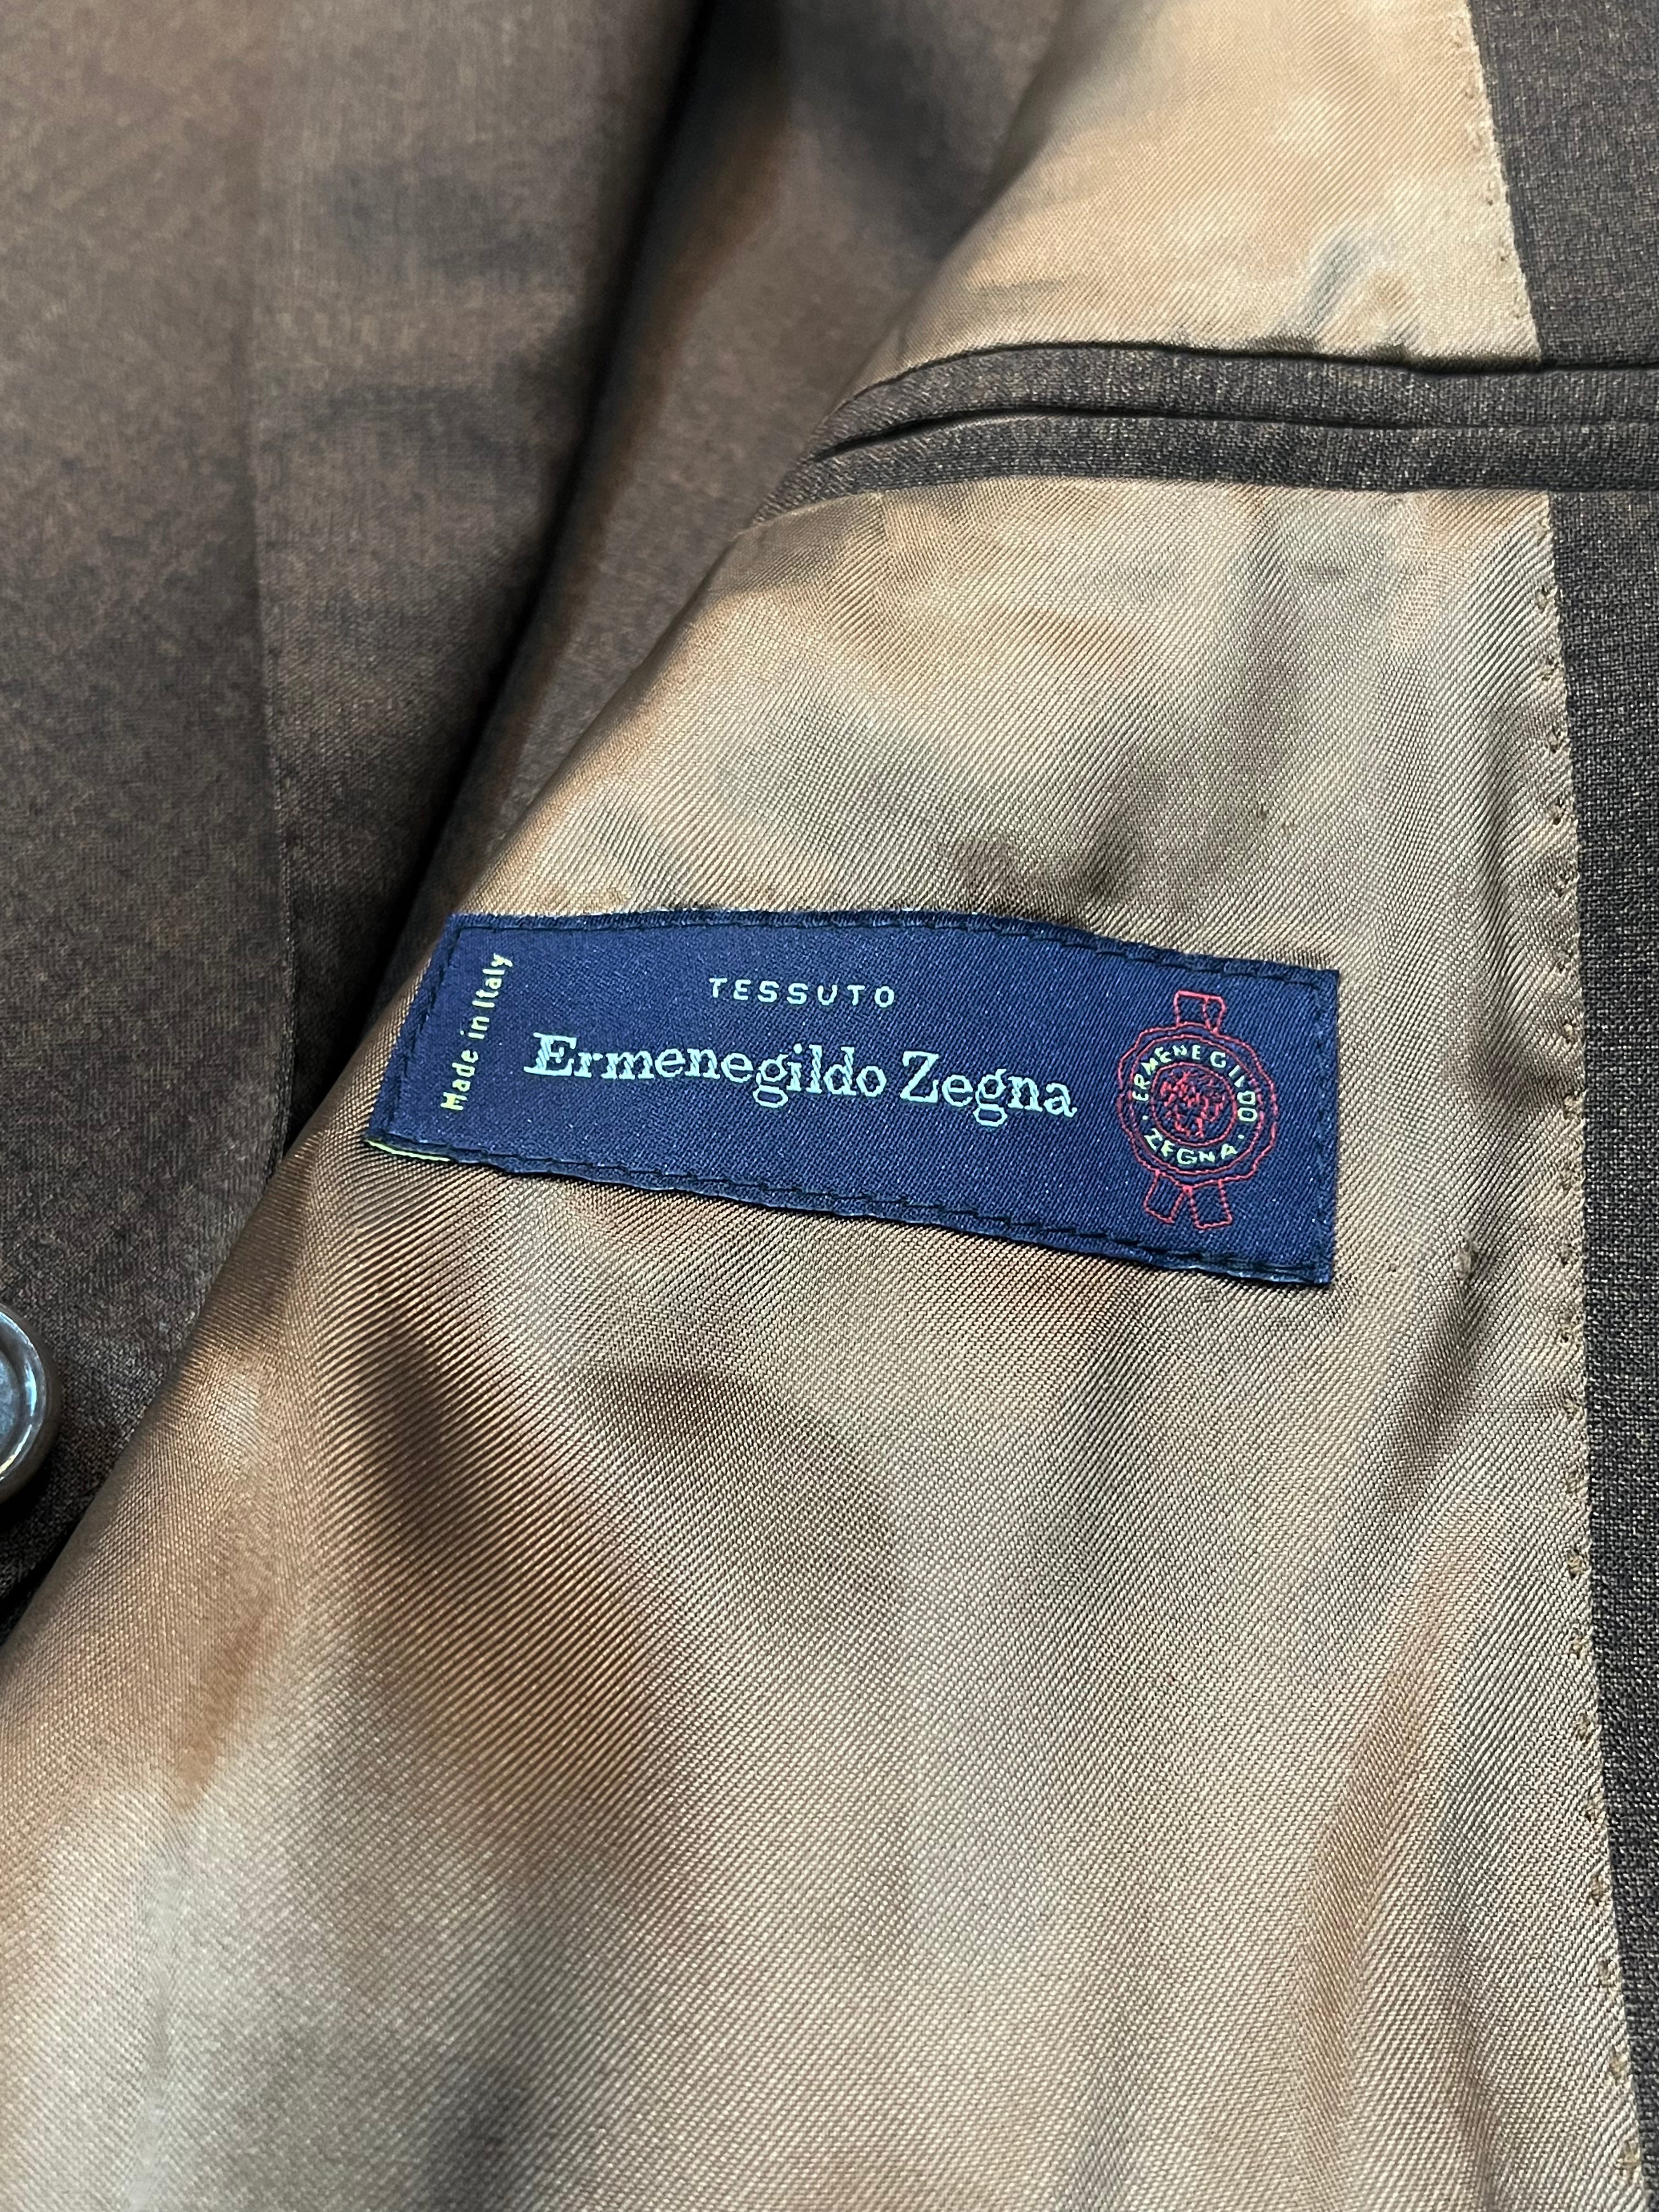 Made in Italy
TESSUTO
Ermenegildo Zegna
ERMENEGILDO
· ZEGNA ·